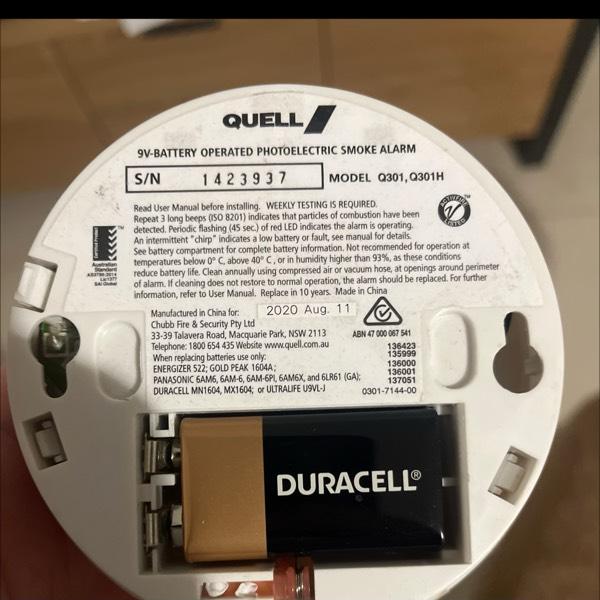 QUELL
9V-BATTERY OPERATED PHOTOELECTRIC SMOKE ALARM
S/N 1423937 MODEL Q301, Q301H
Read User Manual before installing. WEEKLY TESTING IS REQUIRED.
Repeat 3 long beeps (ISO 8201) indicates that particles of combustion have been
detected. Periodic flashing (45 sec.) of red LED indicates the alarm is operating.
An intermittent "chirp" indicates a low battery or fault, see manual for details.
See battery compartment for complete battery information. Not recommended for operation at
temperatures below 0° C, above 40° C, or in humidity higher than 93%, as these conditions
reduce battery life. Clean annually using compressed air or vacuum hose, at openings around perimeter
of alarm. If cleaning does not restore to normal operation, the alarm should be replaced. For further
information, refer to User Manual. Replace in 10 years. Made in China
ACTIVFIRE
LISTED
TM
Certified Product
Australian
Standard
AS3786:2014
Lic1377
SAI Global
Manufactured in China for: 2020 Aug. 11
Chubb Fire & Security Pty Ltd
33-39 Talavera Road, Macquarie Park, NSW 2113
Telephone: 1800 654 435 Website www.quell.com.au
When replacing batteries use only:
ENERGIZER 522; GOLD PEAK 1604A;
PANASONIC 6AM6, 6AM-6, 6AM-6PI, 6AM6X, and 6LR61 (GA);
DURACELL MN1604, MX1604; or ULTRALIFE U9VL-J
ABN 47 000 067 541
136423
135999
136000
136001
137051
0301-7144-00
DURACELL®